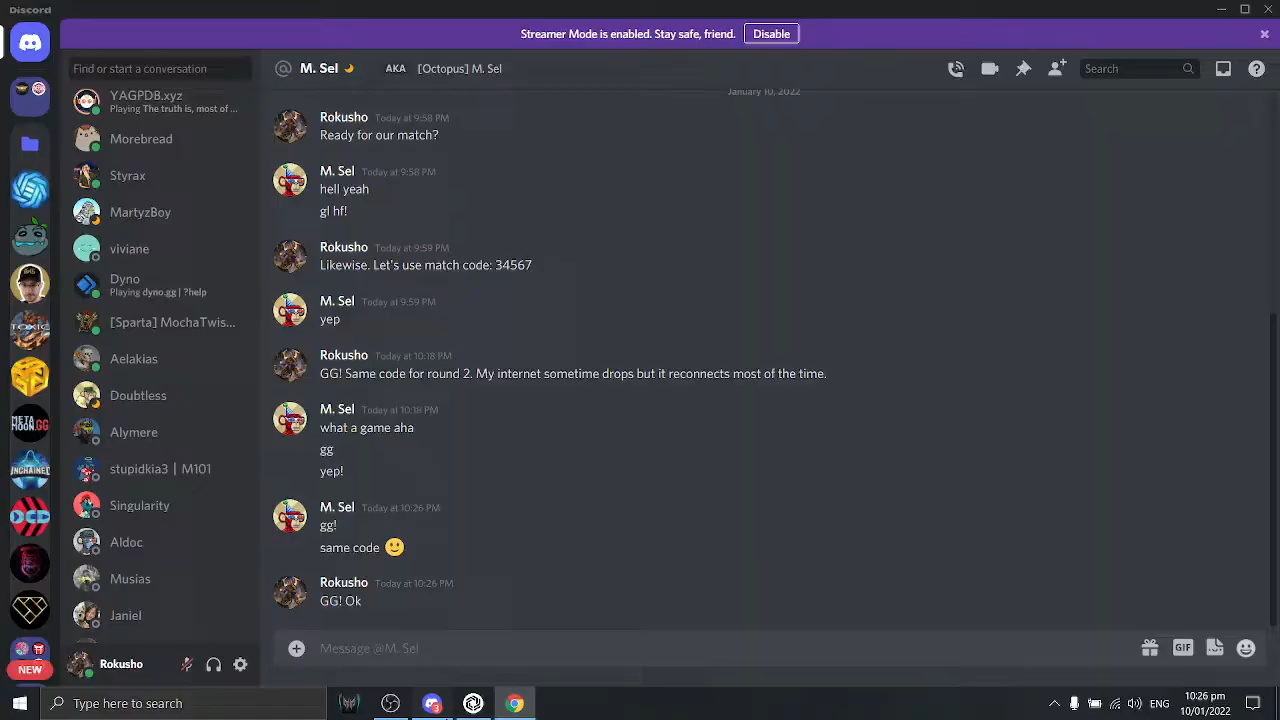 Discord
Streamer Mode is enabled. Stay safe, friend. Disable
Find or start a conversation
M. Sel AKA [Octopus] M. Sel
Search
YAGPDB.xyz
Playing The truth is, most of ...
Morebread
Styrax
MartyzBoy
viviane
Dyno
Playing dyno.gg | ?help
[Sparta] MochaTwis...
Aelakias
Doubtless
Alymere
stupidkia3 | M101
Singularity
Aldoc
Musias
Janiel
TOXIC
META
MOON.GG
UNCHAINED
NEW
Rokusho
January 10, 2022
Rokusho Today at 9:58 PM
Ready for our match?
M. Sel Today at 9:58 PM
hell yeah
gl hf!
Rokusho Today at 9:59 PM
Likewise. Let's use match code: 34567
M. Sel Today at 9:59 PM
yep
Rokusho Today at 10:18 PM
GG! Same code for round 2. My internet sometime drops but it reconnects most of the time.
M. Sel Today at 10:18 PM
what a game aha
gg
yep!
M. Sel Today at 10:26 PM
gg!
same code 🙂
Rokusho Today at 10:26 PM
GG! Ok
Message @M. Sel
GIF
Type here to search
3
ENG
10:26 pm
10/01/2022